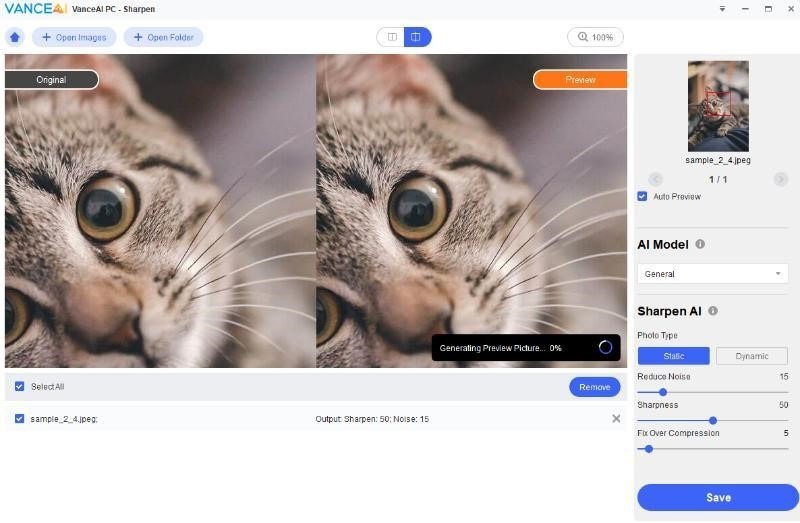 VANCEAI VanceAI PC - Sharpen
Open Images
Open Folder
100%
Original
Preview
sample_2_4.jpeg
1 / 1
Auto Preview
AI Model
General
Sharpen AI
Photo Type
Static
Dynamic
Reduce Noise 15
Sharpness 50
Fix Over Compression 5
Save
Generating Preview Picture... 0%
Select All
Remove
sample_2_4.jpeg:
Output: Sharpen: 50; Noise: 15